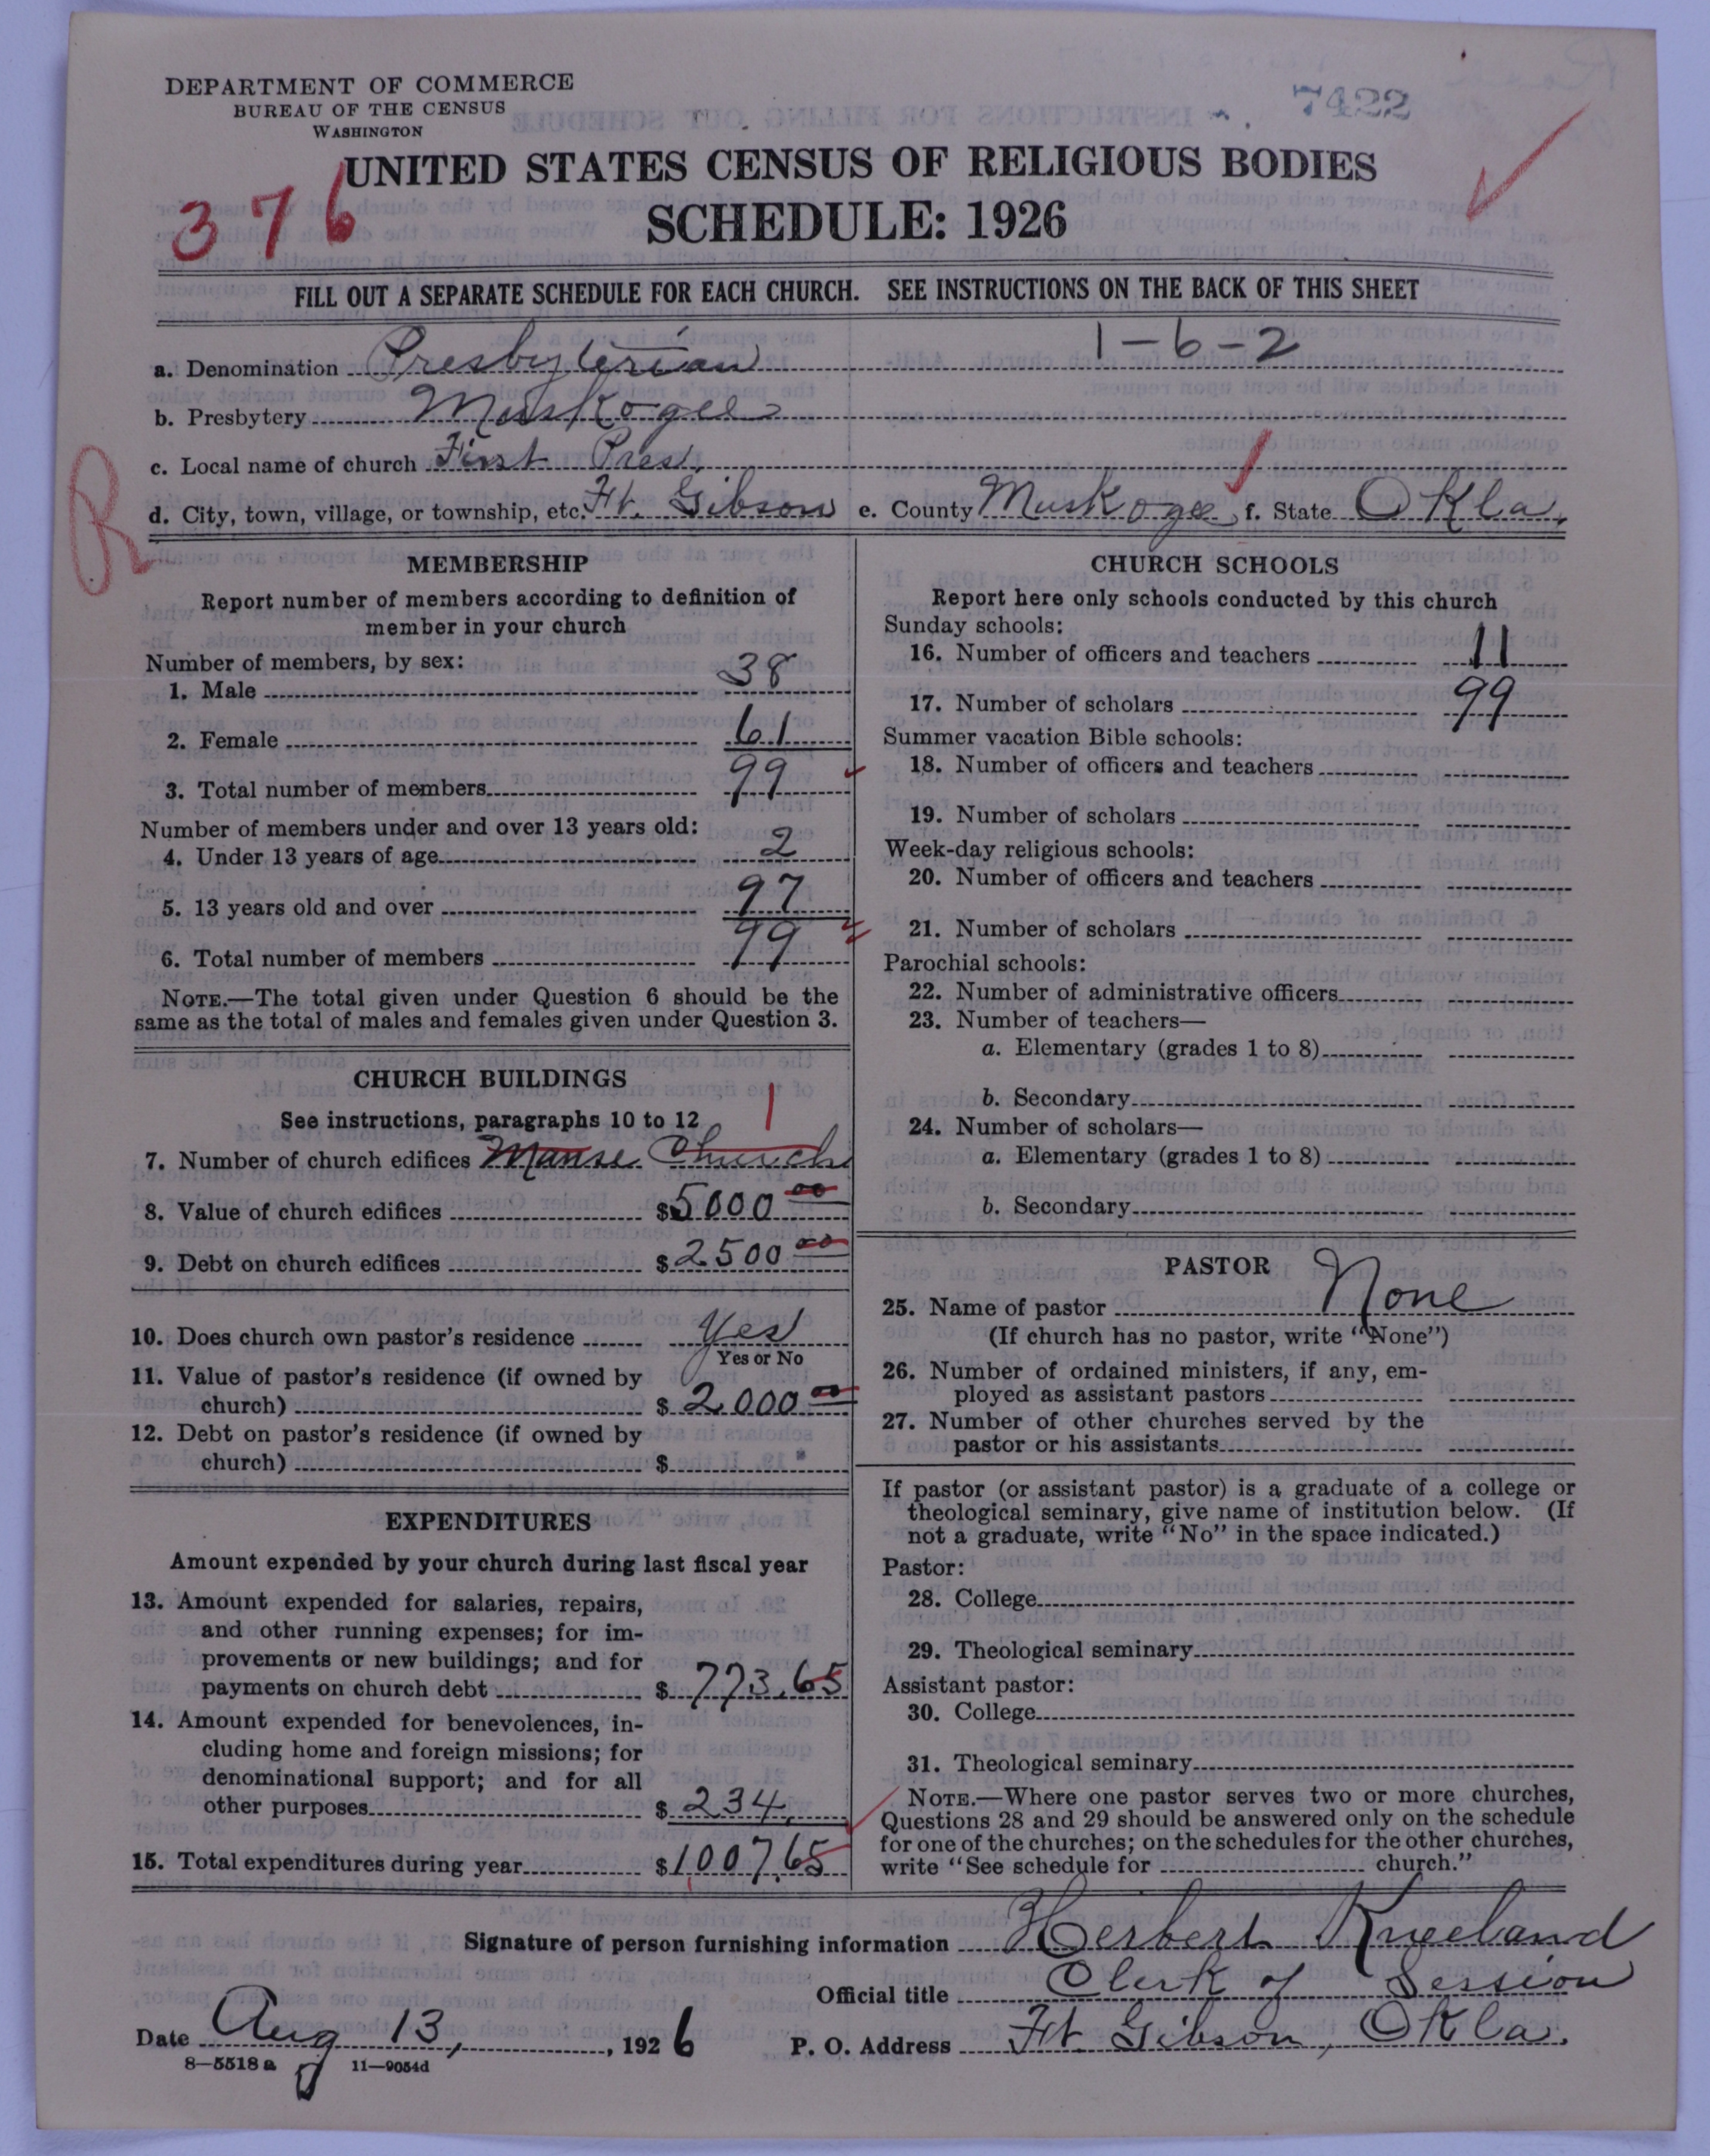 DEPARTMENT OF COMMERCE
BUREAU OF THE CENSUS
WASHINGTON
7422
UNITED STATES CENSUS OF RELIGIOUS BODIES
376
SCHEDULE: 1926
FILL OUT A SEPARATE SCHEDULE FOR EACH CHURCH. SEE INSTRUCTIONS ON THE BACK OF THIS SHEET
1-6-2
a. Denomination Presbyterian
b. Presbytery Muskogee
c. Local name of church First Pres.
R
d. City, town, village, or township, etc. Ft. Gibson e. County Muskogee, f. State Okla.
MEMBERSHIP
Report number of members according to definition of
member in your church
Number of members, by sex:
1. Male 38
2. Female 61
3. Total number of members 99
Number of members under and over 13 years old:
4. Under 13 years of age 2
5. 13 years old and over 97
6. Total number of members 99
NOTE.—The total given under Question 6 should be the
same as the total of males and females given under Question 3.
CHURCH BUILDINGS
See instructions, paragraphs 10 to 12
1
7. Number of church edifices Manse Church
8. Value of church edifices $5000 00
9. Debt on church edifices $2500 00
10. Does church own pastor's residence Yes
Yes or No
11. Value of pastor's residence (if owned by
church) $2000 00
12. Debt on pastor's residence (if owned by
church) $
EXPENDITURES
Amount expended by your church during last fiscal year
13. Amount expended for salaries, repairs,
and other running expenses; for im-
provements or new buildings; and for
payments on church debt $773.65
14. Amount expended for benevolences, in-
cluding home and foreign missions; for
denominational support; and for all
other purposes $234.
15. Total expenditures during year $1007.65
CHURCH SCHOOLS
Report here only schools conducted by this church
Sunday schools:
16. Number of officers and teachers 11
17. Number of scholars 99
Summer vacation Bible schools:
18. Number of officers and teachers
19. Number of scholars
Week-day religious schools:
20. Number of officers and teachers
21. Number of scholars
Parochial schools:
22. Number of administrative officers
23. Number of teachers—
a. Elementary (grades 1 to 8)
b. Secondary
24. Number of scholars—
a. Elementary (grades 1 to 8)
b. Secondary
PASTOR
25. Name of pastor None
(If church has no pastor, write "None")
26. Number of ordained ministers, if any, em-
ployed as assistant pastors
27. Number of other churches served by the
pastor or his assistants
If pastor (or assistant pastor) is a graduate of a college or
theological seminary, give name of institution below. (If
not a graduate, write "No" in the space indicated.)
Pastor:
28. College
29. Theological seminary
Assistant pastor:
30. College
31. Theological seminary
NOTE.—Where one pastor serves two or more churches,
Questions 28 and 29 should be answered only on the schedule
for one of the churches; on the schedules for the other churches,
write "See schedule for church."
Signature of person furnishing information Herbert Kneeland
Official title Clerk of Session
Date Aug 13, 1926 P. O. Address Ft. Gibson, Okla.
8—5518 a 11—9054d